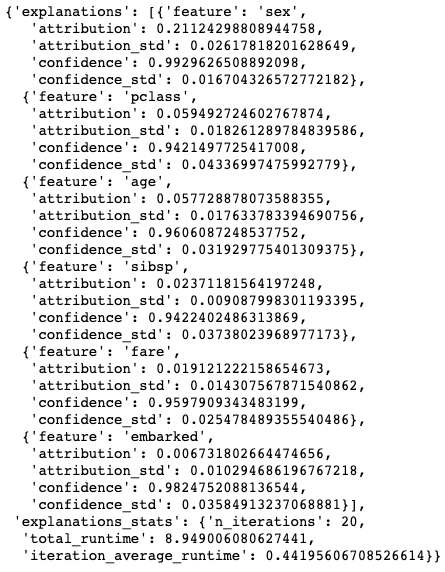 {'explanations': [{'feature': 'sex',
'attribution': 0.21124298808944758,
'attribution_std': 0.02617818201628649,
'confidence': 0.9929626508892098,
'confidence_std': 0.016704326572772182},
{'feature': 'pclass',
'attribution': 0.059492724602767874,
'attribution_std': 0.018261289784839586,
'confidence': 0.9421497725417008,
'confidence_std': 0.04336997475992779},
{'feature': 'age',
'attribution': 0.057728878073588355,
'attribution_std': 0.017633783394690756,
'confidence': 0.9606087248537752,
'confidence_std': 0.031929775401309375},
{'feature': 'sibsp',
'attribution': 0.02371181564197248,
'attribution_std': 0.009087998301193395,
'confidence': 0.9422402486313869,
'confidence_std': 0.03738023968977173},
{'feature': 'fare',
'attribution': 0.019121222158654673,
'attribution_std': 0.014307567871540862,
'confidence': 0.9597909343483199,
'confidence_std': 0.025478489355540486},
{'feature': 'embarked',
'attribution': 0.006731802664474656,
'attribution_std': 0.010294686196767218,
'confidence': 0.9824752088136544,
'confidence_std': 0.03584913237068881}],
'explanations_stats': {'n_iterations': 20,
'total_runtime': 8.949006080627441,
'iteration_average_runtime': 0.44195606708526614}}